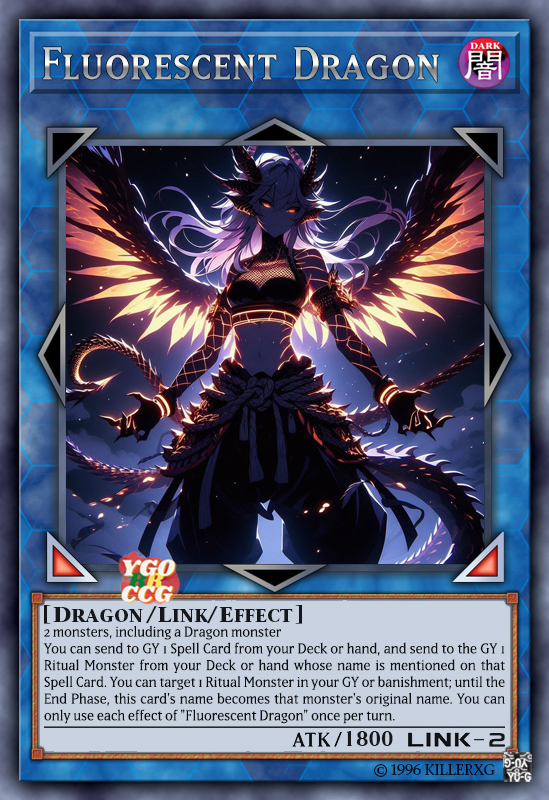 FLUORESCENT DRAGON
DARK
闇
YGO
RR
CCG
[DRAGON/LINK/EFFECT]
2 monsters, including a Dragon monster
You can send to GY 1 Spell Card from your Deck or hand, and send to the GY 1
Ritual Monster from your Deck or hand whose name is mentioned on that
Spell Card. You can target 1 Ritual Monster in your GY or banishment; until the
End Phase, this card's name becomes that monster's original name. You can
only use each effect of "Fluorescent Dragon" once per turn.
ATK/1800 LINK-2
© 1996 KILLERXG
YU-G